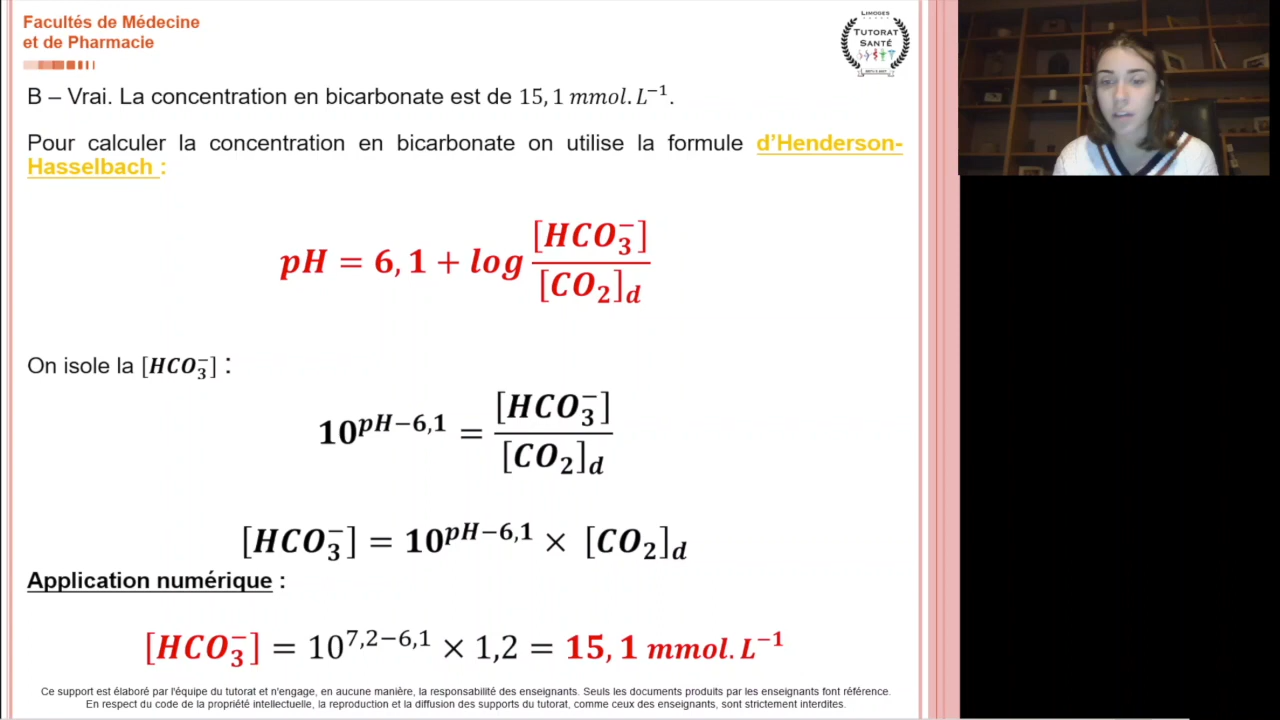 Facultés de Médecine
et de Pharmacie
LIMOGES
TUTORAT
SANTÉ
B – Vrai. La concentration en bicarbonate est de 15, 1 mmol. L⁻¹.
Pour calculer la concentration en bicarbonate on utilise la formule d'Henderson-
Hasselbach :
pH = 6, 1 + log [HCO₃⁻] / [CO₂]d
On isole la [HCO₃⁻] :
10^(pH−6,1) = [HCO₃⁻] / [CO₂]d
[HCO₃⁻] = 10^(pH−6,1) × [CO₂]d
Application numérique :
[HCO₃⁻] = 10^(7,2−6,1) × 1,2 = 15, 1 mmol. L⁻¹
Ce support est élaboré par l'équipe du tutorat et n'engage, en aucune manière, la responsabilité des enseignants. Seuls les documents produits par les enseignants font référence.
En respect du code de la propriété intellectuelle, la reproduction et la diffusion des supports du tutorat, comme ceux des enseignants, sont strictement interdites.